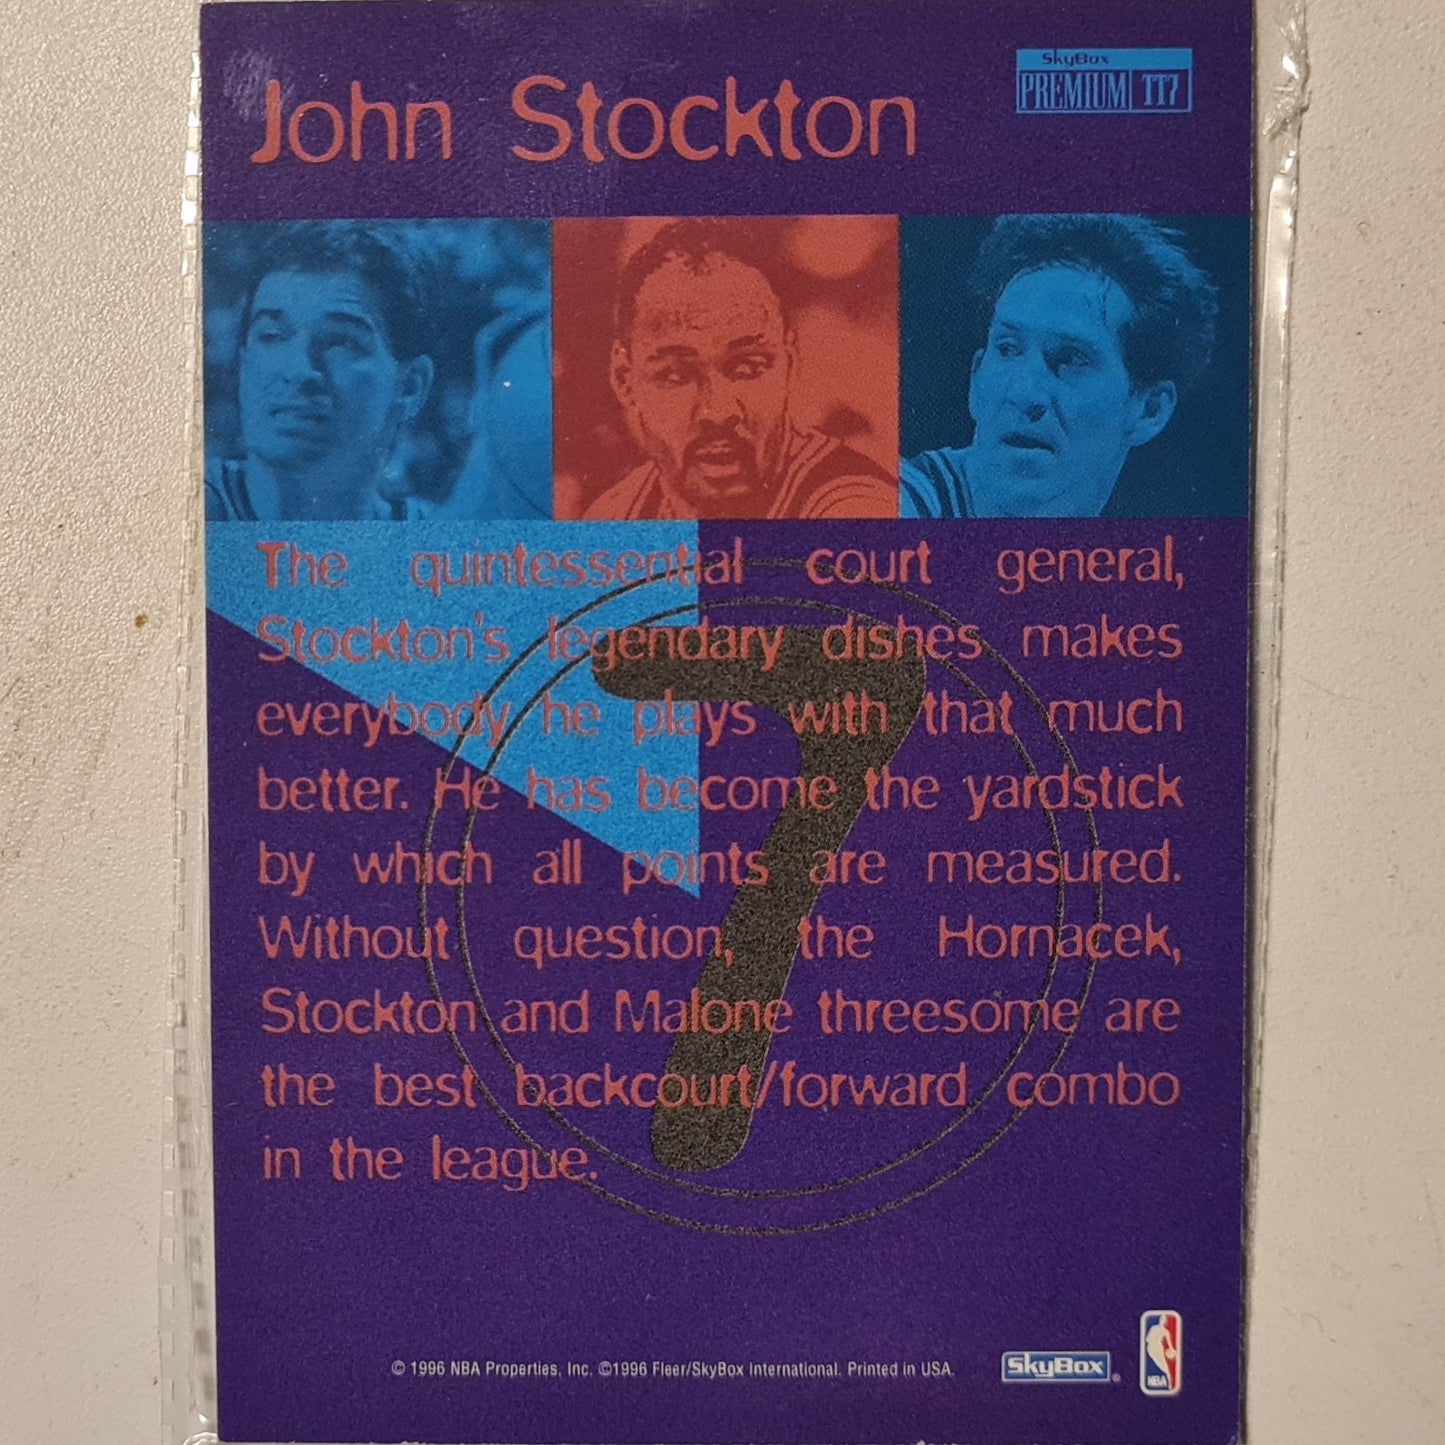 John Stockton
SkyBox
PREMIUM TT7
The quintessential court general,
Stockton's legendary dishes makes
everybody he plays with that much
better. He has become the yardstick
by which all points are measured.
Without question, the Hornacek,
Stockton and Malone threesome are
the best backcourt/forward combo
in the league.
7
© 1996 NBA Properties, Inc. ©1996 Fleer/SkyBox International. Printed in USA.
SkyBox®
NBA